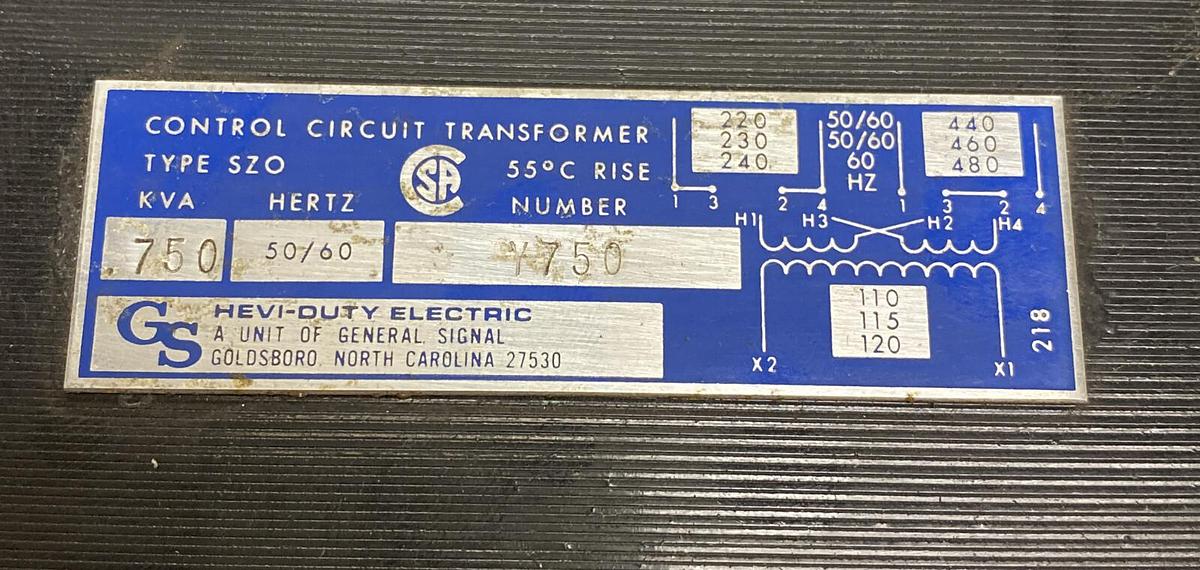 CONTROL CIRCUIT TRANSFORMER
TYPE SZO
SA
55°C RISE
KVA HERTZ NUMBER
.750 50/60 Y750
GS
HEVI-DUTY ELECTRIC
A UNIT OF GENERAL SIGNAL
GOLDSBORO, NORTH CAROLINA 27530
220 50/60 440
230 50/60 460
240 60 480
HZ
1 3 2 4 1 3 2 4
H1 H3 H2 H4
110
115
120
X2 X1
218